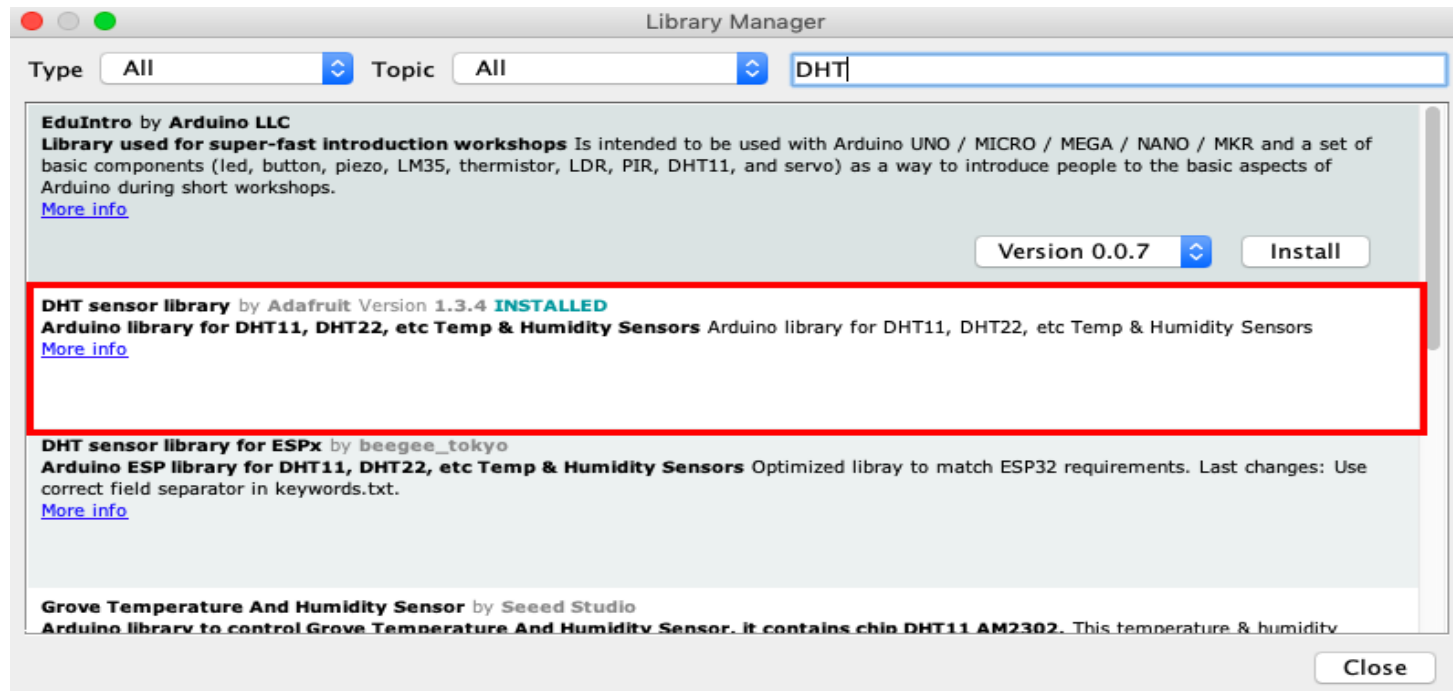 Library Manager
Type All Topic All DHT
EduIntro by Arduino LLC
Library used for super-fast introduction workshops Is intended to be used with Arduino UNO / MICRO / MEGA / NANO / MKR and a set of
basic components (led, button, piezo, LM35, thermistor, LDR, PIR, DHT11, and servo) as a way to introduce people to the basic aspects of
Arduino during short workshops.
More info
Version 0.0.7 Install
DHT sensor library by Adafruit Version 1.3.4 INSTALLED
Arduino library for DHT11, DHT22, etc Temp & Humidity Sensors Arduino library for DHT11, DHT22, etc Temp & Humidity Sensors
More info
DHT sensor library for ESPx by beegee_tokyo
Arduino ESP library for DHT11, DHT22, etc Temp & Humidity Sensors Optimized libray to match ESP32 requirements. Last changes: Use
correct field separator in keywords.txt.
More info
Grove Temperature And Humidity Sensor by Seeed Studio
Arduino library to control Grove Temperature And Humidity Sensor, it contains chip DHT11 AM2302. This temperature & humidity
Close